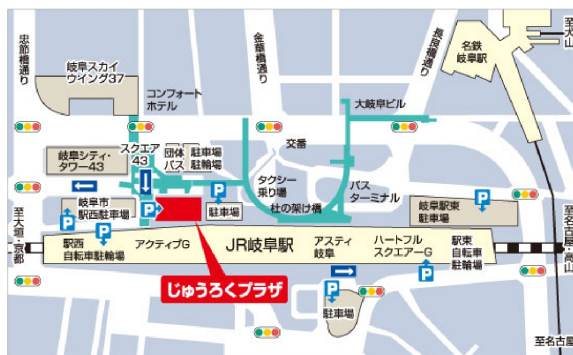 忠節橋通り
岐阜スカイ
ウイング37
コンフォート
ホテル
金華橋通り
長良橋通り
名鉄
岐阜駅
至犬山
大岐阜ビル
岐阜シティ・
タワー43
スクエア
43
団体
バス
駐車場
駐輪場
交番
タクシー
乗り場
バス
ターミナル
杜の架け橋
P
岐阜市
駅西駐車場
P
P
駐車場
岐阜駅東
駐車場
P
至大垣・京都
P
駅西
自転車駐輪場
アクティブG
JR岐阜駅
アスティ
岐阜
ハートフル
スクエアーG
駅東
自転車
駐輪場
至名古屋・高山
P
じゅうろくプラザ
P
駐車場
P
至名古屋